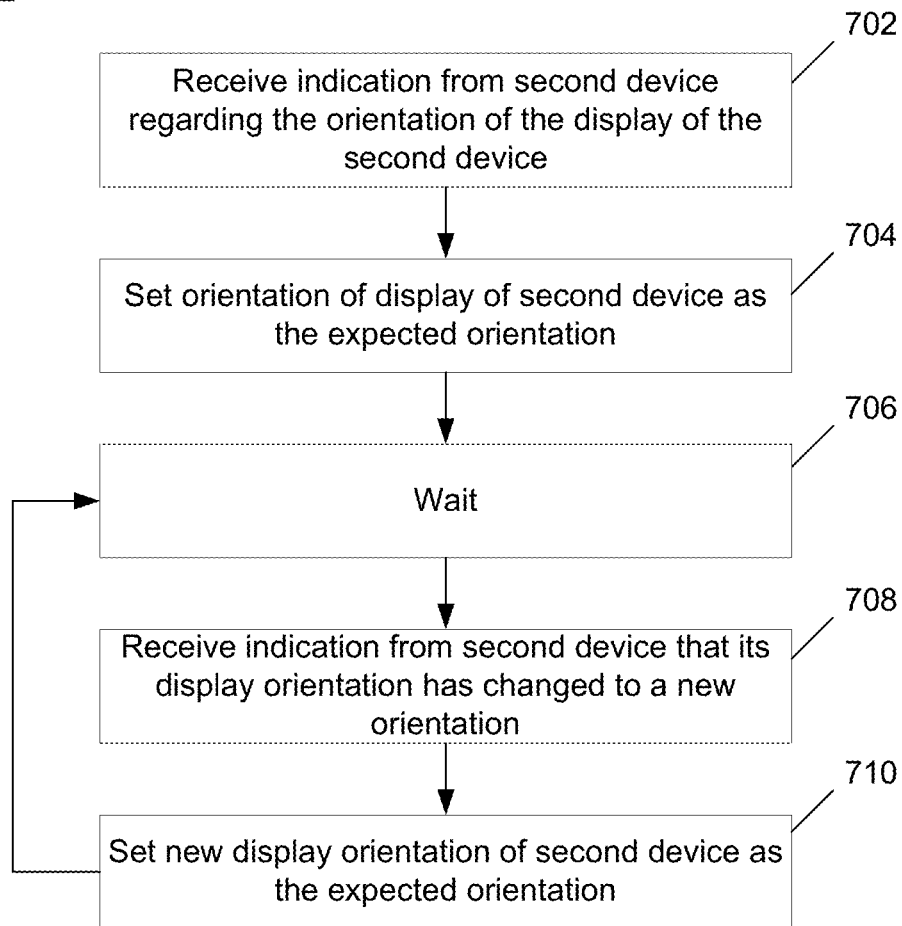 702
Receive indication from second device
regarding the orientation of the display of the
second device
704
Set orientation of display of second device as
the expected orientation
706
Wait
708
Receive indication from second device that its
display orientation has changed to a new
orientation
710
Set new display orientation of second device as
the expected orientation